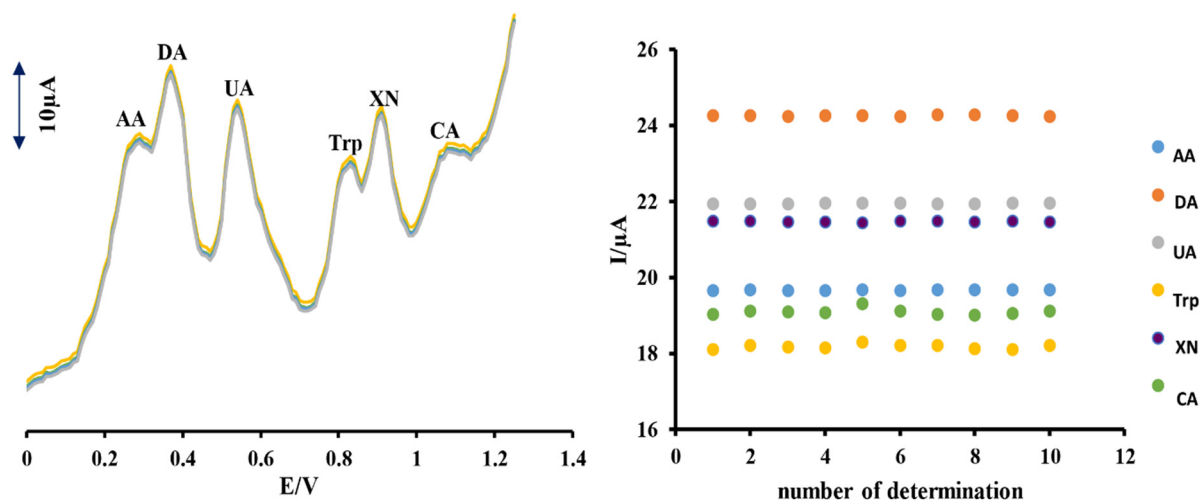 10µA
AA
DA
UA
Trp
XN
CA
0
0.2
0.4
0.6
0.8
1
1.2
1.4
E/V
26
24
22
20
18
16
I/µA
0
2
4
6
8
10
12
number of determination
AA
DA
UA
Trp
XN
CA